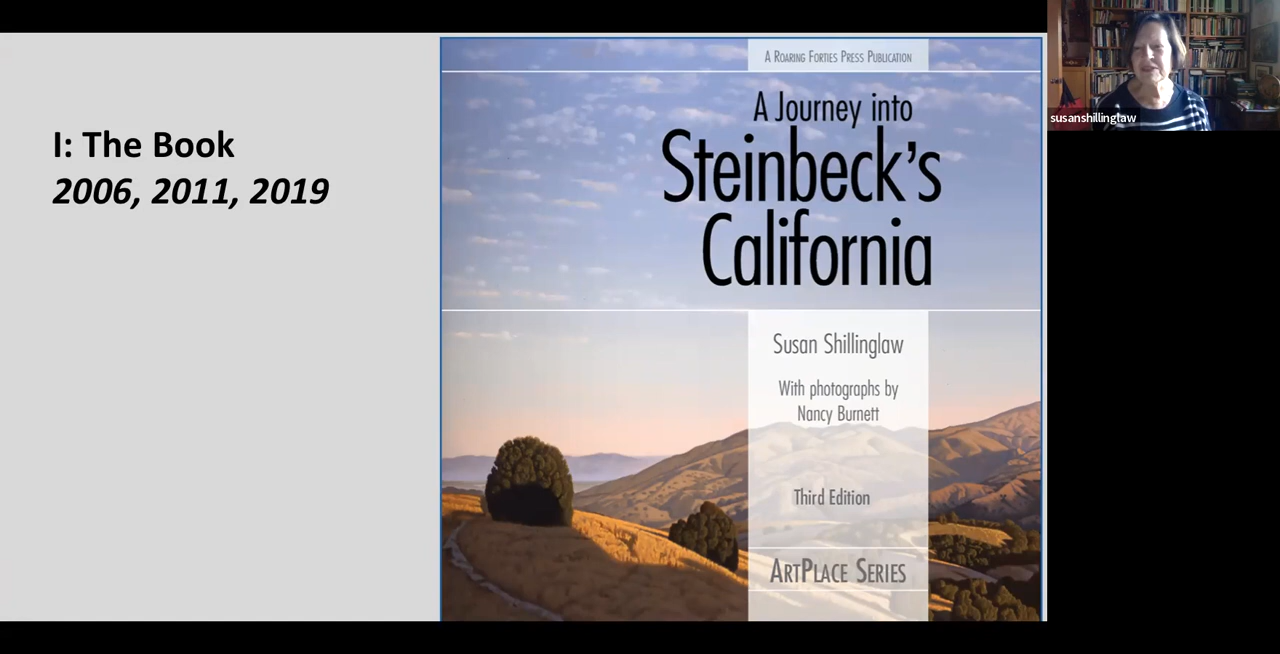 I: The Book
2006, 2011, 2019
A ROARING FORTIES PRESS PUBLICATION
A Journey into
Steinbeck's
California
Susan Shillinglaw
With photographs by
Nancy Burnett
Third Edition
ARTPLACE SERIES
susanshillinglaw